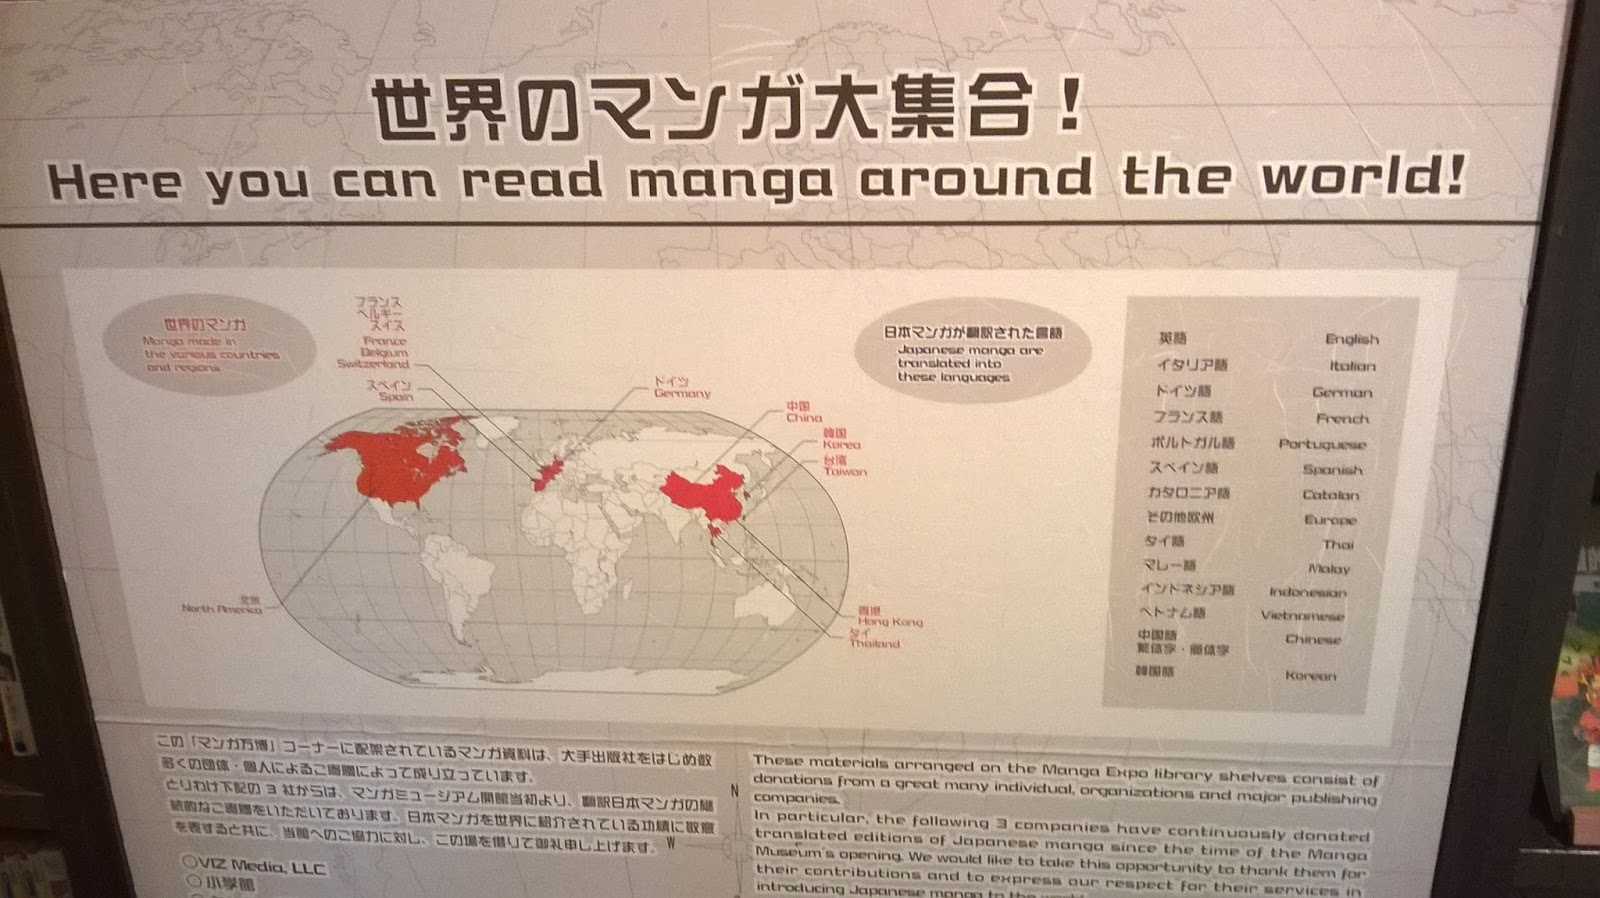 世界のマンガ大集合！
Here you can read manga around the world!
世界のマンガ
Manga made in
the various countries
and regions
フランス
ベルギー
スイス
France
Belgium
Switzerland
スペイン
Spain
ドイツ
Germany
中国
China
韓国
Korea
台湾
Taiwan
北米
North America
香港
Hong Kong
タイ
Thailand
日本マンガが翻訳された言語
Japanese manga are
translated into
these languages
英語 English
イタリア語 Italian
ドイツ語 German
フランス語 French
ポルトガル語 Portuguese
スペイン語 Spanish
カタロニア語 Catalan
その他欧州 Europe
タイ語 Thai
マレー語 Malay
インドネシア語 Indonesian
ベトナム語 Vietnamese
中国語 Chinese
繁体字・簡体字
韓国語 Korean
この「マンガ万博」コーナーに配架されているマンガ資料は、大手出版社をはじめ数
多くの団体・個人によるご寄贈によって成り立っています。
とりわけ下記の 3 社からは、マンガミュージアム開館当初より、翻訳日本マンガの継
続的なご寄贈をいただいております。日本マンガを世界に紹介されている功績に敬意
を表すると共に、当館へのご協力に対し、この場を借りて御礼申し上げます。
○VIZ Media, LLC
○小学館
N
W
These materials arranged on the Manga Expo library shelves consist of
donations from a great many individual, organizations and major publishing
companies.
In particular, the following 3 companies have continuously donated
translated editions of Japanese manga since the time of the Manga
Museum's opening. We would like to take this opportunity to thank them for
their contributions and to express our respect for their services in
introducing Japanese manga to the